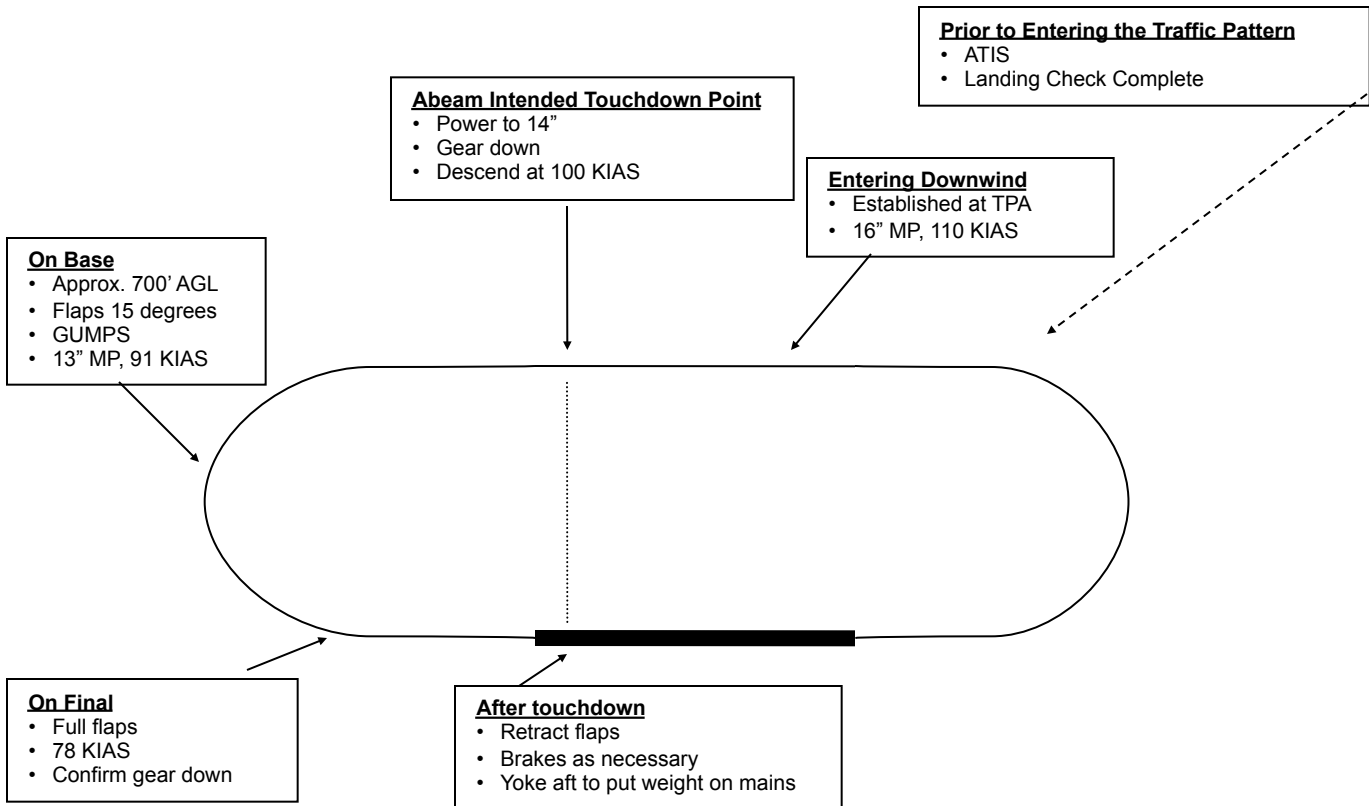 Prior to Entering the Traffic Pattern
• ATIS
• Landing Check Complete
Abeam Intended Touchdown Point
• Power to 14”
• Gear down
• Descend at 100 KIAS
Entering Downwind
• Established at TPA
• 16” MP, 110 KIAS
On Base
• Approx. 700’ AGL
• Flaps 15 degrees
• GUMPS
• 13” MP, 91 KIAS
On Final
• Full flaps
• 78 KIAS
• Confirm gear down
After touchdown
• Retract flaps
• Brakes as necessary
• Yoke aft to put weight on mains